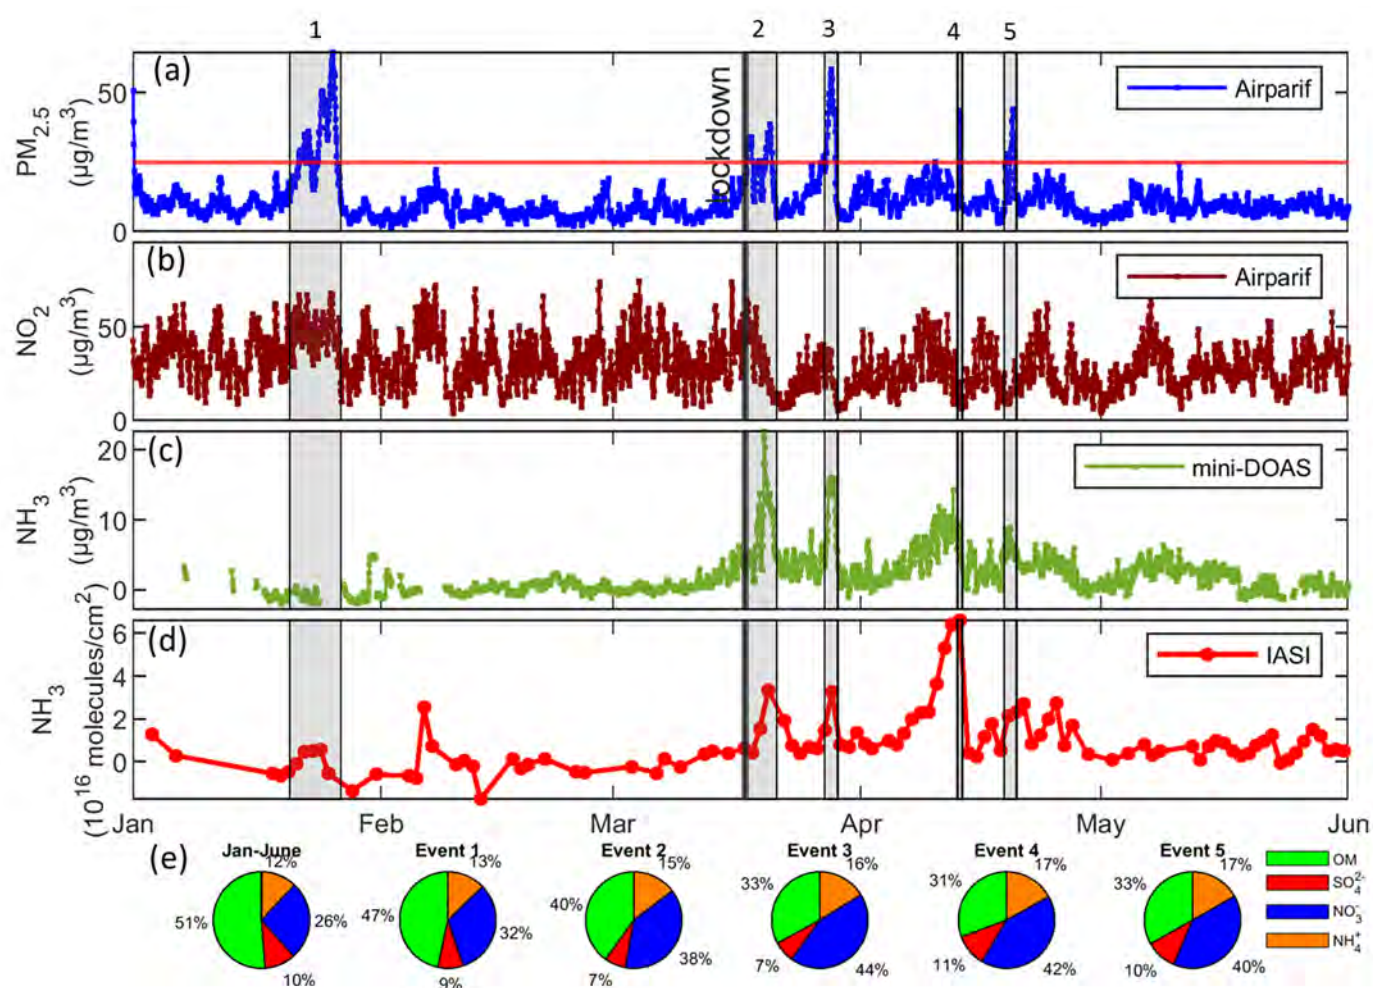 1 2 3 4 5
(a)
PM2.5
(μg/m³)
50
0
lockdown
Airparif
(b)
NO2
(μg/m³)
50
0
Airparif
(c)
NH3
(μg/m³)
20
10
0
mini-DOAS
(d)
NH3
(10¹⁶ molecules/cm²)
6
4
2
0
IASI
Jan Feb Mar Apr May Jun
(e)
Jan-June Event 1 Event 2 Event 3 Event 4 Event 5
12% 26% 10% 51%
13% 32% 9% 47%
15% 38% 7% 40%
16% 44% 7% 33%
17% 42% 11% 31%
17% 40% 10% 33%
OM
SO₄²⁻
NO₃⁻
NH₄⁺